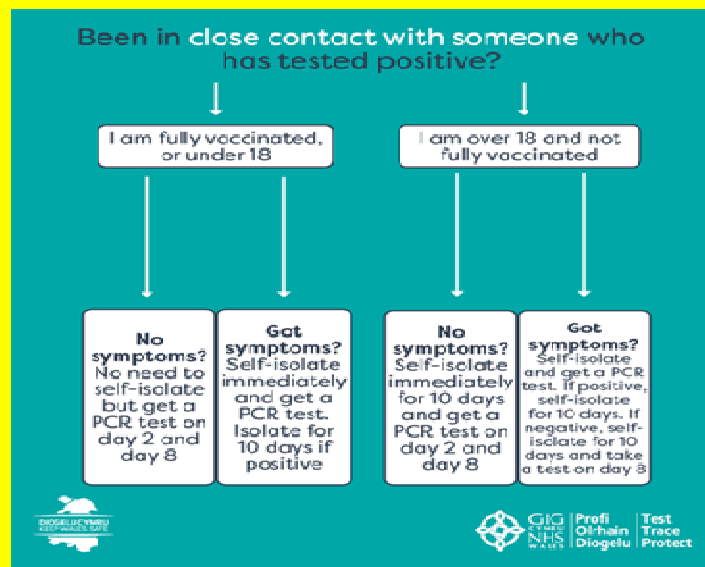 Been in close contact with someone who
has tested positive?
I am fully vaccinated,
or under 18
I am over 18 and not
fully vaccinated
No
symptoms?
No need to
self-isolate
but get a
PCR test on
day 2 and
day 8
Got
symptoms?
Self-isolate
immediately
and get a
PCR test.
Isolate for
10 days if
positive
No
symptoms?
Self-isolate
immediately
for 10 days
and get a
PCR test on
day 2 and
day 8
Got
symptoms?
Self-isolate
and get a PCR
test. If positive,
self-isolate
for 10 days. If
negative, self-
isolate for 10
days and take
a test on day 8
DIOGELU CYMRU
KEEP WALES SAFE
GIG
CYMRU
NHS
WALES
Profi
Olrhain
Diogelu
Test
Trace
Protect